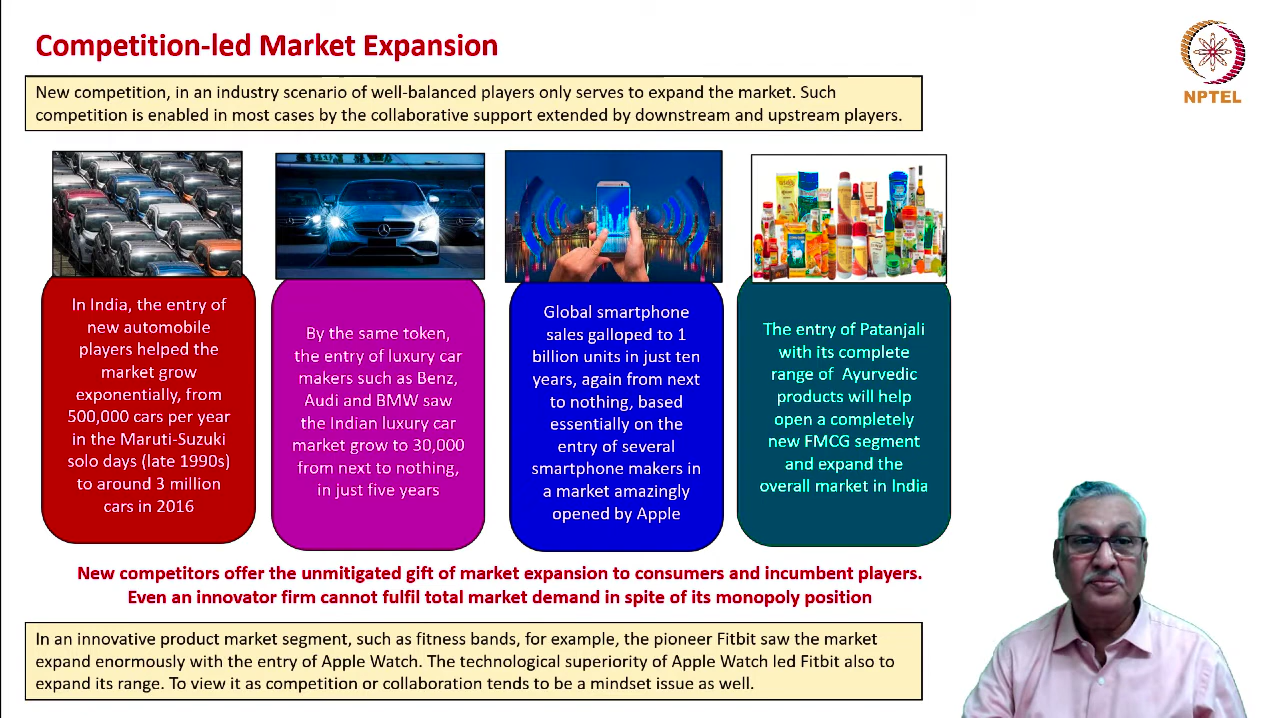 Competition-led Market Expansion
NPTEL
New competition, in an industry scenario of well-balanced players only serves to expand the market. Such
competition is enabled in most cases by the collaborative support extended by downstream and upstream players.
In India, the entry of
new automobile
players helped the
market grow
exponentially, from
500,000 cars per year
in the Maruti-Suzuki
solo days (late 1990s)
to around 3 million
cars in 2016
By the same token,
the entry of luxury car
makers such as Benz,
Audi and BMW saw
the Indian luxury car
market grow to 30,000
from next to nothing,
in just five years
Global smartphone
sales galloped to 1
billion units in just ten
years, again from next
to nothing, based
essentially on the
entry of several
smartphone makers in
a market amazingly
opened by Apple
The entry of Patanjali
with its complete
range of Ayurvedic
products will help
open a completely
new FMCG segment
and expand the
overall market in India
New competitors offer the unmitigated gift of market expansion to consumers and incumbent players.
Even an innovator firm cannot fulfil total market demand in spite of its monopoly position
In an innovative product market segment, such as fitness bands, for example, the pioneer Fitbit saw the market
expand enormously with the entry of Apple Watch. The technological superiority of Apple Watch led Fitbit also to
expand its range. To view it as competition or collaboration tends to be a mindset issue as well.